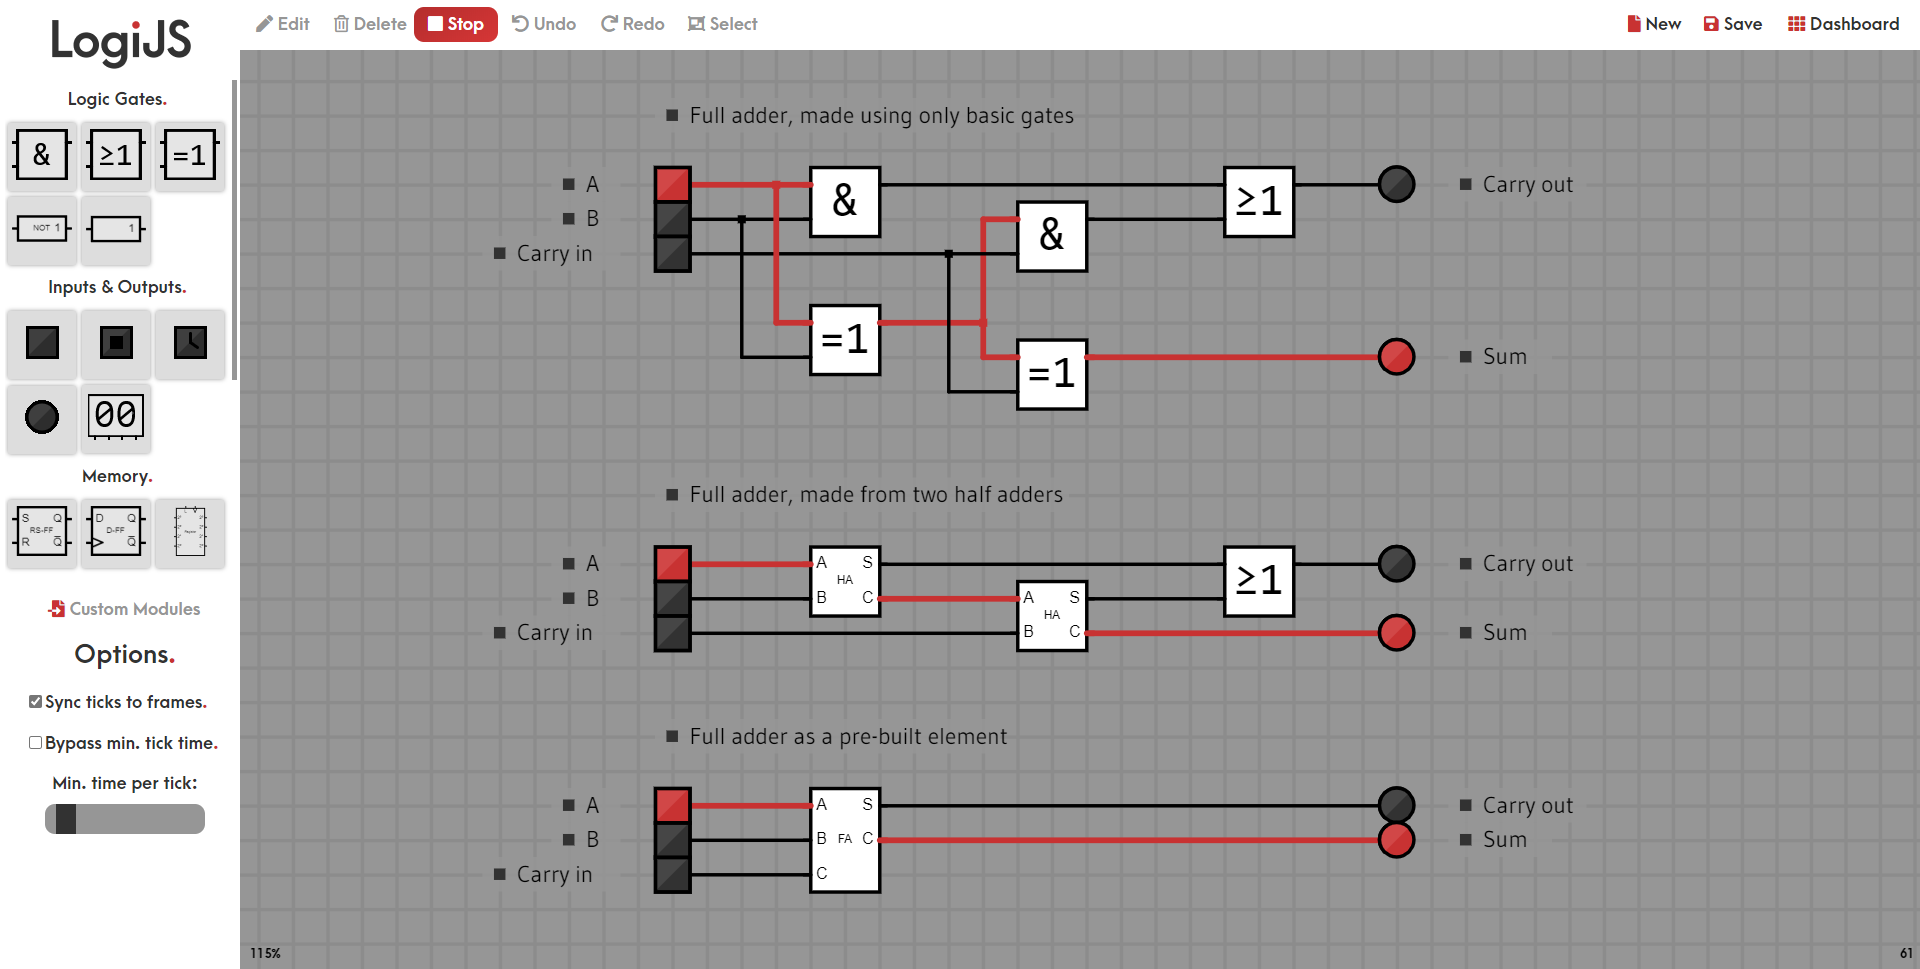 LogiJS
Edit Delete Stop Undo Redo Select New Save Dashboard
Logic Gates.
& ≥1 =1
NOT 1 1
Inputs & Outputs.
00
Memory.
S Q RS-FF R Q̅
D Q D-FF Q̅
Custom Modules
Options.
Sync ticks to frames.
Bypass min. tick time.
Min. time per tick:
Full adder, made using only basic gates
A & ≥1 Carry out
B &
Carry in
=1 Sum
=1
Full adder, made from two half adders
A A S ≥1 Carry out
HA
B B C A S
HA
Carry in B C Sum
Full adder as a pre-built element
A A S Carry out
B B FA C Sum
Carry in C
115% 61